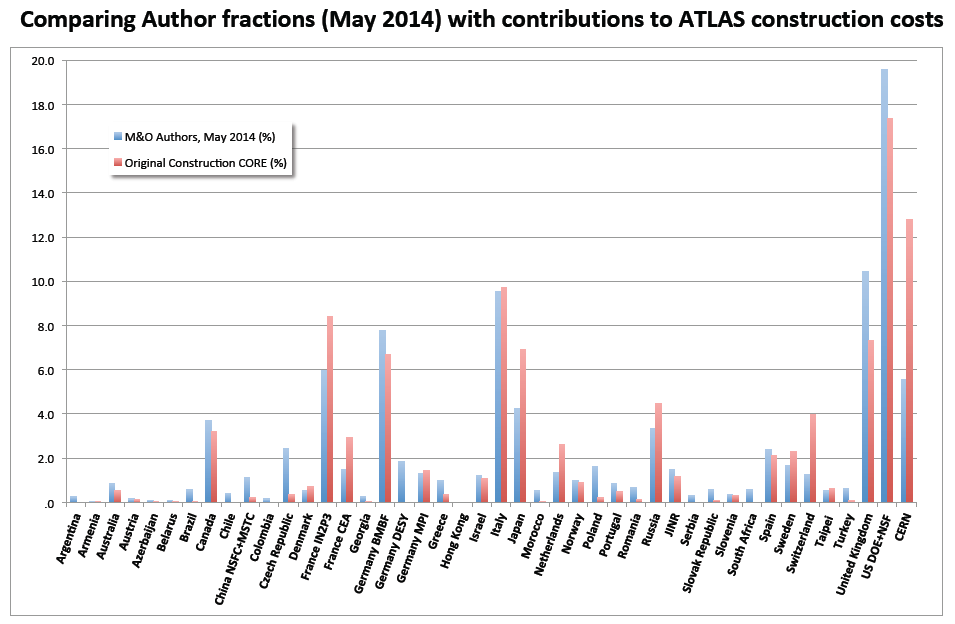 Comparing Author fractions (May 2014) with contributions to ATLAS construction costs
20.0
18.0
16.0
14.0
12.0
10.0
8.0
6.0
4.0
2.0
.0
M&O Authors, May 2014 (%)
Original Construction CORE (%)
Argentina
Armenia
Australia
Austria
Azerbaijan
Belarus
Brazil
Canada
Chile
China NSFC+MSTC
Colombia
Czech Republic
Denmark
France IN2P3
France CEA
Georgia
Germany BMBF
Germany DESY
Germany MPI
Greece
Hong Kong
Israel
Italy
Japan
Morocco
Netherlands
Norway
Poland
Portugal
Romania
Russia
JINR
Serbia
Slovak Republic
Slovenia
South Africa
Spain
Sweden
Switzerland
Taipei
Turkey
United Kingdom
US DOE+NSF
CERN